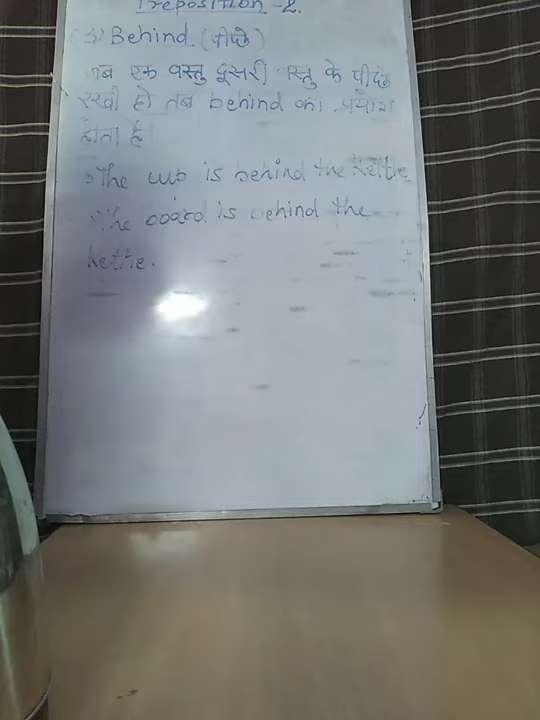 Preposition - 2.
(3) Behind. (पीछे)
जब एक वस्तु दूसरी वस्तु के पीछे
रखी हो तब behind का प्रयोग
होता है
The cup is behind the kettle
The board is behind the
kettle.